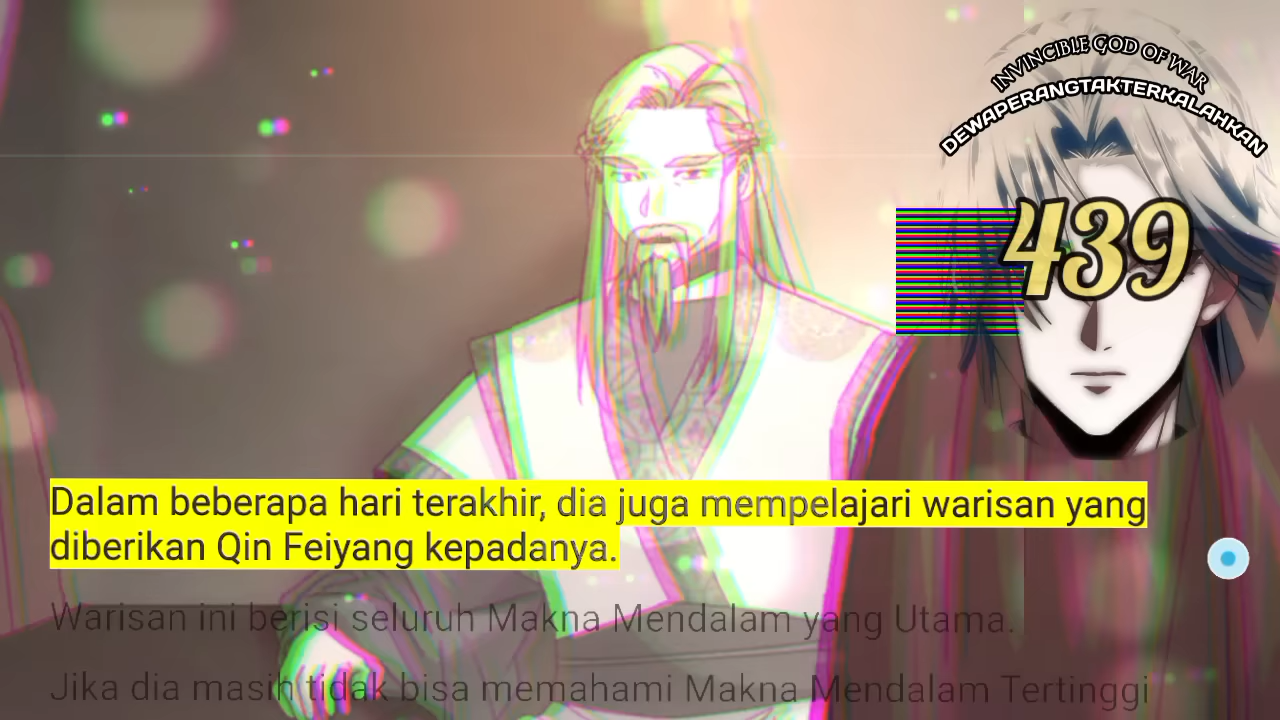 INVINCIBLE GOD OF WAR
DEWAPERANGTAKTERKALAHKAN
439
Dalam beberapa hari terakhir, dia juga mempelajari warisan yang
diberikan Qin Feiyang kepadanya.
Warisan ini berisi seluruh Makna Mendalam yang Utama.
Jika dia masih tidak bisa memahami Makna Mendalam Tertinggi